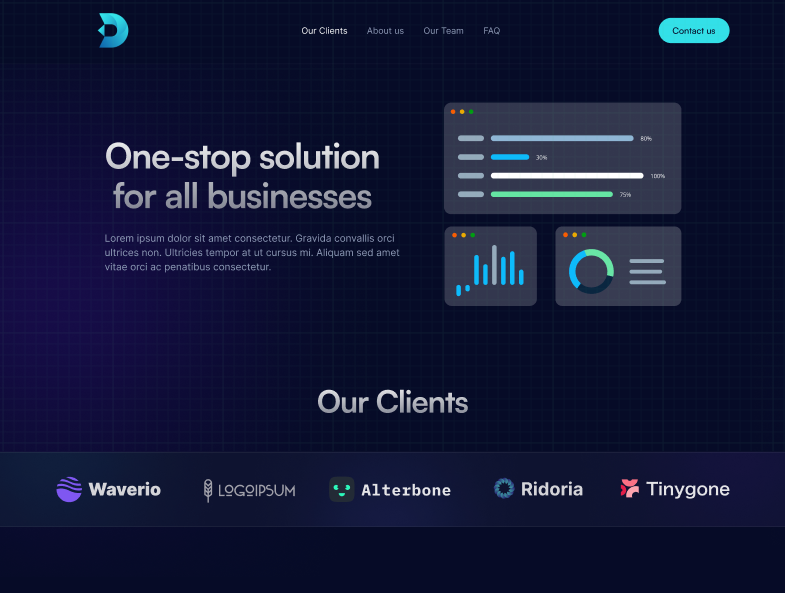 Our Clients About us Our Team FAQ Contact us
One-stop solution
for all businesses
Lorem ipsum dolor sit amet consectetur. Gravida convallis orci
ultrices non. Ultricies tempor at ut cursus mi. Aliquam sed amet
vitae orci ac penatibus consectetur.
80%
30%
100%
75%
Our Clients
Waverio LOGOIPSUM Alterbone Ridoria Tinygone